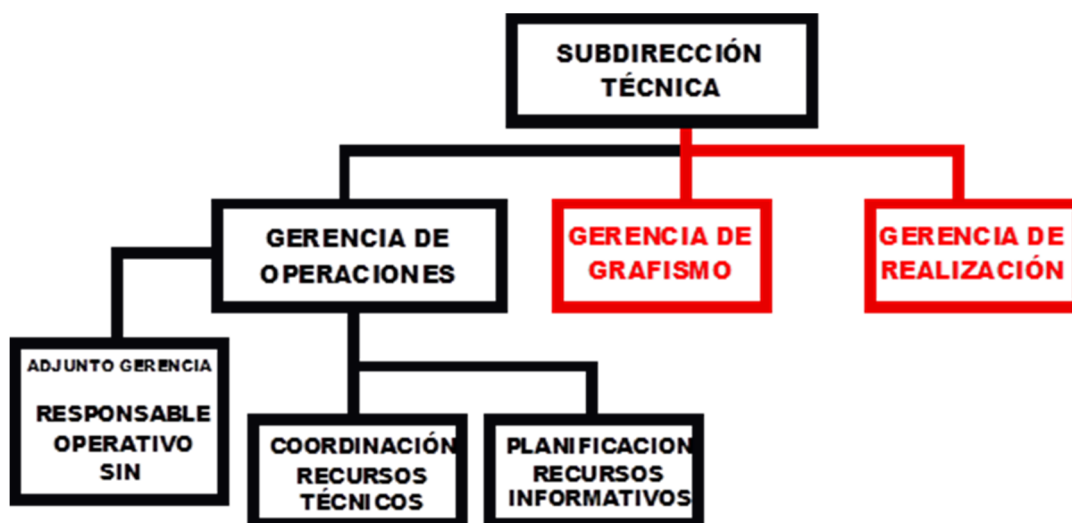 SUBDIRECCIÓN
TÉCNICA
GERENCIA DE
OPERACIONES
GERENCIA DE
GRAFISMO
GERENCIA DE
REALIZACIÓN
ADJUNTO GERENCIA
RESPONSABLE
OPERATIVO
SIN
COORDINACIÓN
RECURSOS
TÉCNICOS
PLANIFICACION
RECURSOS
INFORMATIVOS